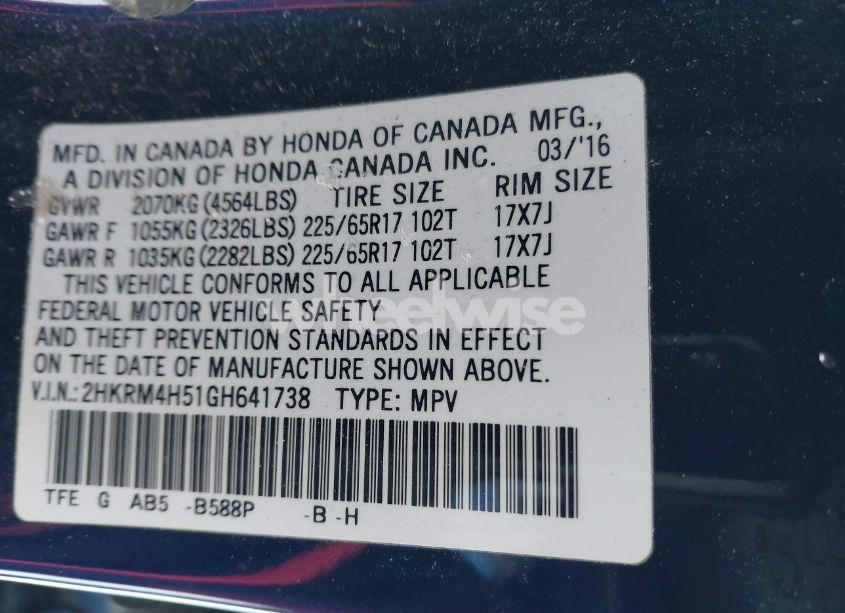 MFD. IN CANADA BY HONDA OF CANADA MFG.,
A DIVISION OF HONDA CANADA INC. 03/'16
GVWR 2070KG (4564LBS) TIRE SIZE RIM SIZE
GAWR F 1055KG (2326LBS) 225/65R17 102T 17X7J
GAWR R 1035KG (2282LBS) 225/65R17 102T 17X7J
THIS VEHICLE CONFORMS TO ALL APPLICABLE
FEDERAL MOTOR VEHICLE SAFETY
AND THEFT PREVENTION STANDARDS IN EFFECT
ON THE DATE OF MANUFACTURE SHOWN ABOVE.
V.I.N.: 2HKRM4H51GH641738 TYPE: MPV
TFE G AB5 -B588P -B -H
wheelwise